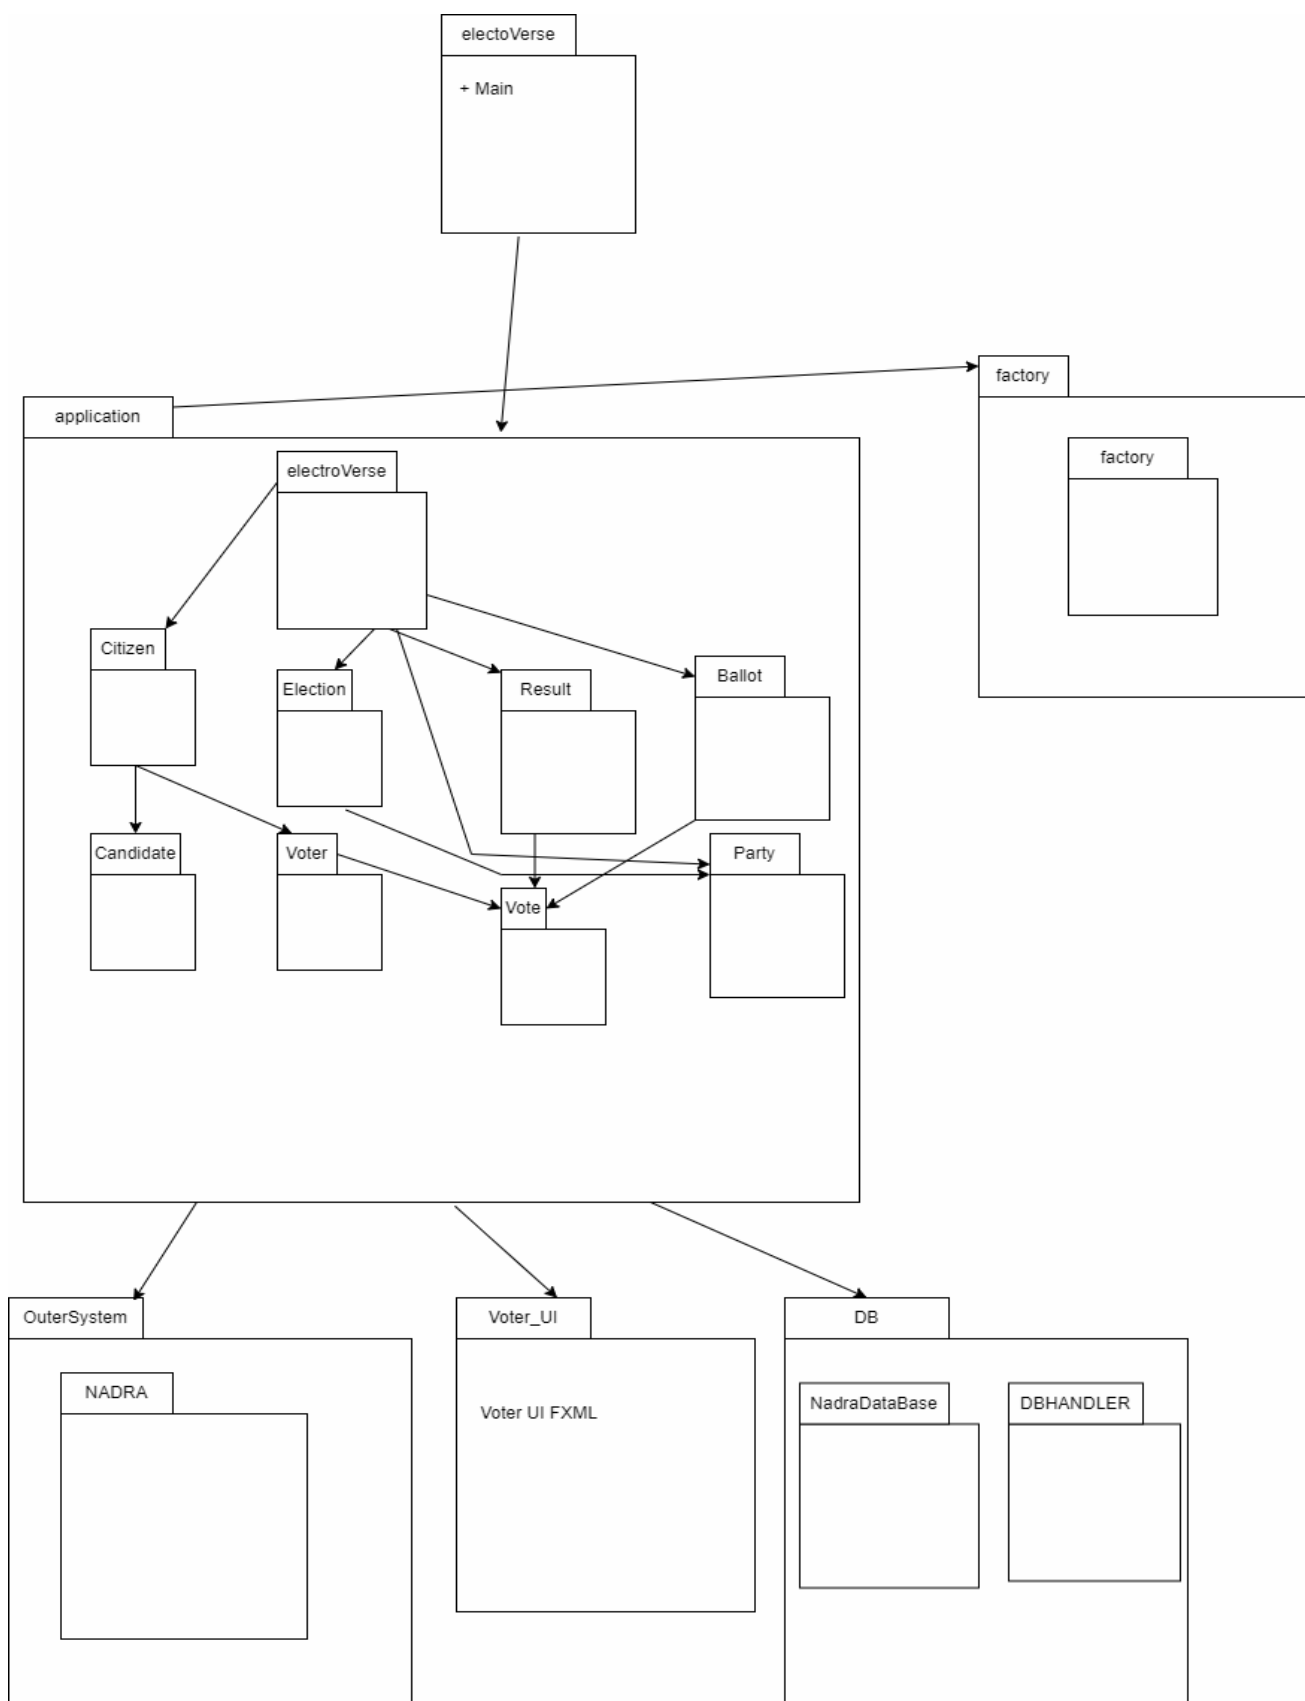 electoVerse
+ Main
factory
application
factory
electroVerse
Citizen
Election
Result
Ballot
Candidate
Voter
Party
Vote
OuterSystem
Voter_UI
DB
NADRA
NadraDataBase
DBHANDLER
Voter UI FXML